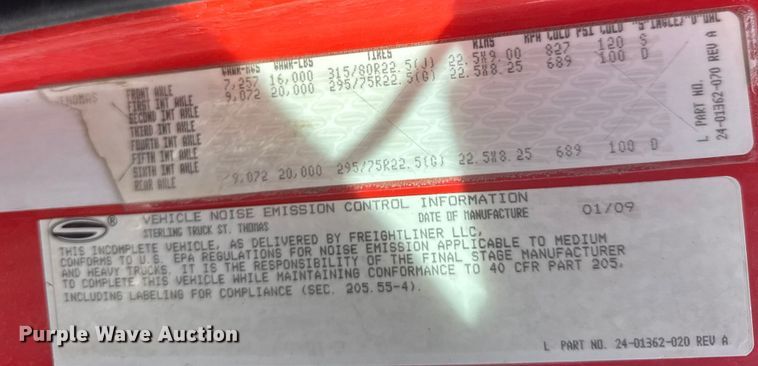 GAWR-KGS GAWR-LBS TIRES RIMS KPA COLD PSI COLD "S"INGLE/"D"UAL
FRONT AXLE 7,257 16,000 315/80R22.5(J) 22.5X9.00 827 120 S
FIRST INT AXLE 9,072 20,000 295/75R22.5(G) 22.5X8.25 689 100 D
SECOND INT AXLE
THIRD INT AXLE
FOURTH INT AXLE
FIFTH INT AXLE
SIXTH INT AXLE
REAR AXLE 9,072 20,000 295/75R22.5(G) 22.5X8.25 689 100 D
THOMAS
L PART NO.
24-01362-070 REV A
VEHICLE NOISE EMISSION CONTROL INFORMATION
STERLING TRUCK ST. THOMAS DATE OF MANUFACTURE 01/09
THIS INCOMPLETE VEHICLE, AS DELIVERED BY FREIGHTLINER LLC,
CONFORMS TO U.S. EPA REGULATIONS FOR NOISE EMISSION APPLICABLE TO MEDIUM
AND HEAVY TRUCKS. IT IS THE RESPONSIBILITY OF THE FINAL STAGE MANUFACTURER
TO COMPLETE THIS VEHICLE WHILE MAINTAINING CONFORMANCE TO 40 CFR PART 205,
INCLUDING LABELING FOR COMPLIANCE (SEC. 205.55-4).
L PART NO. 24-01362-020 REV A
Purple Wave Auction